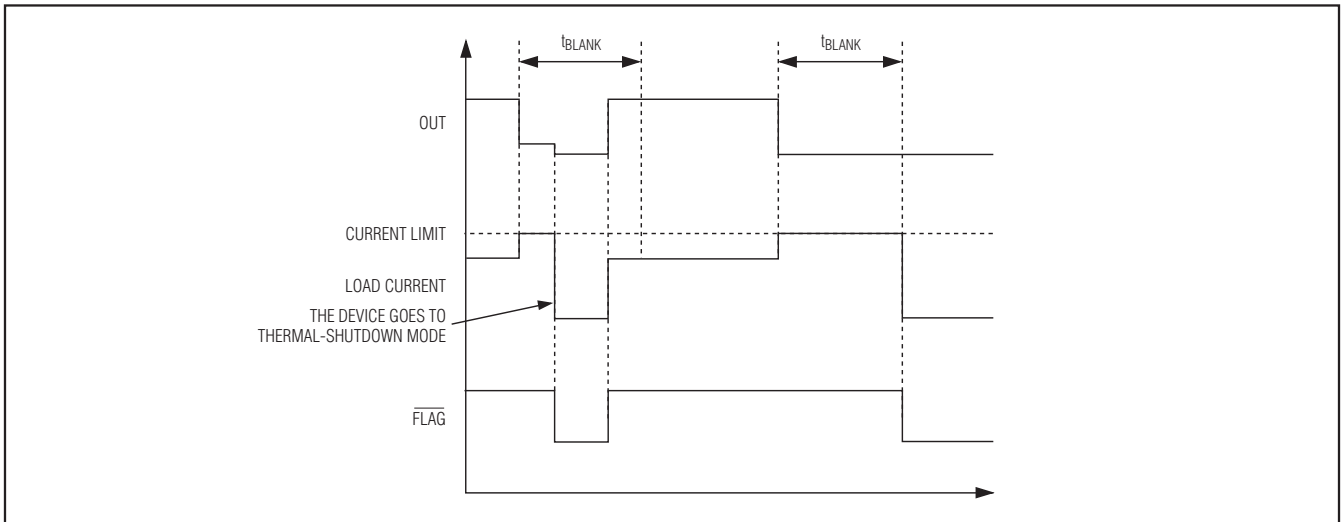 tBLANK
tBLANK
OUT
CURRENT LIMIT
LOAD CURRENT
THE DEVICE GOES TO
THERMAL-SHUTDOWN MODE
FLAG